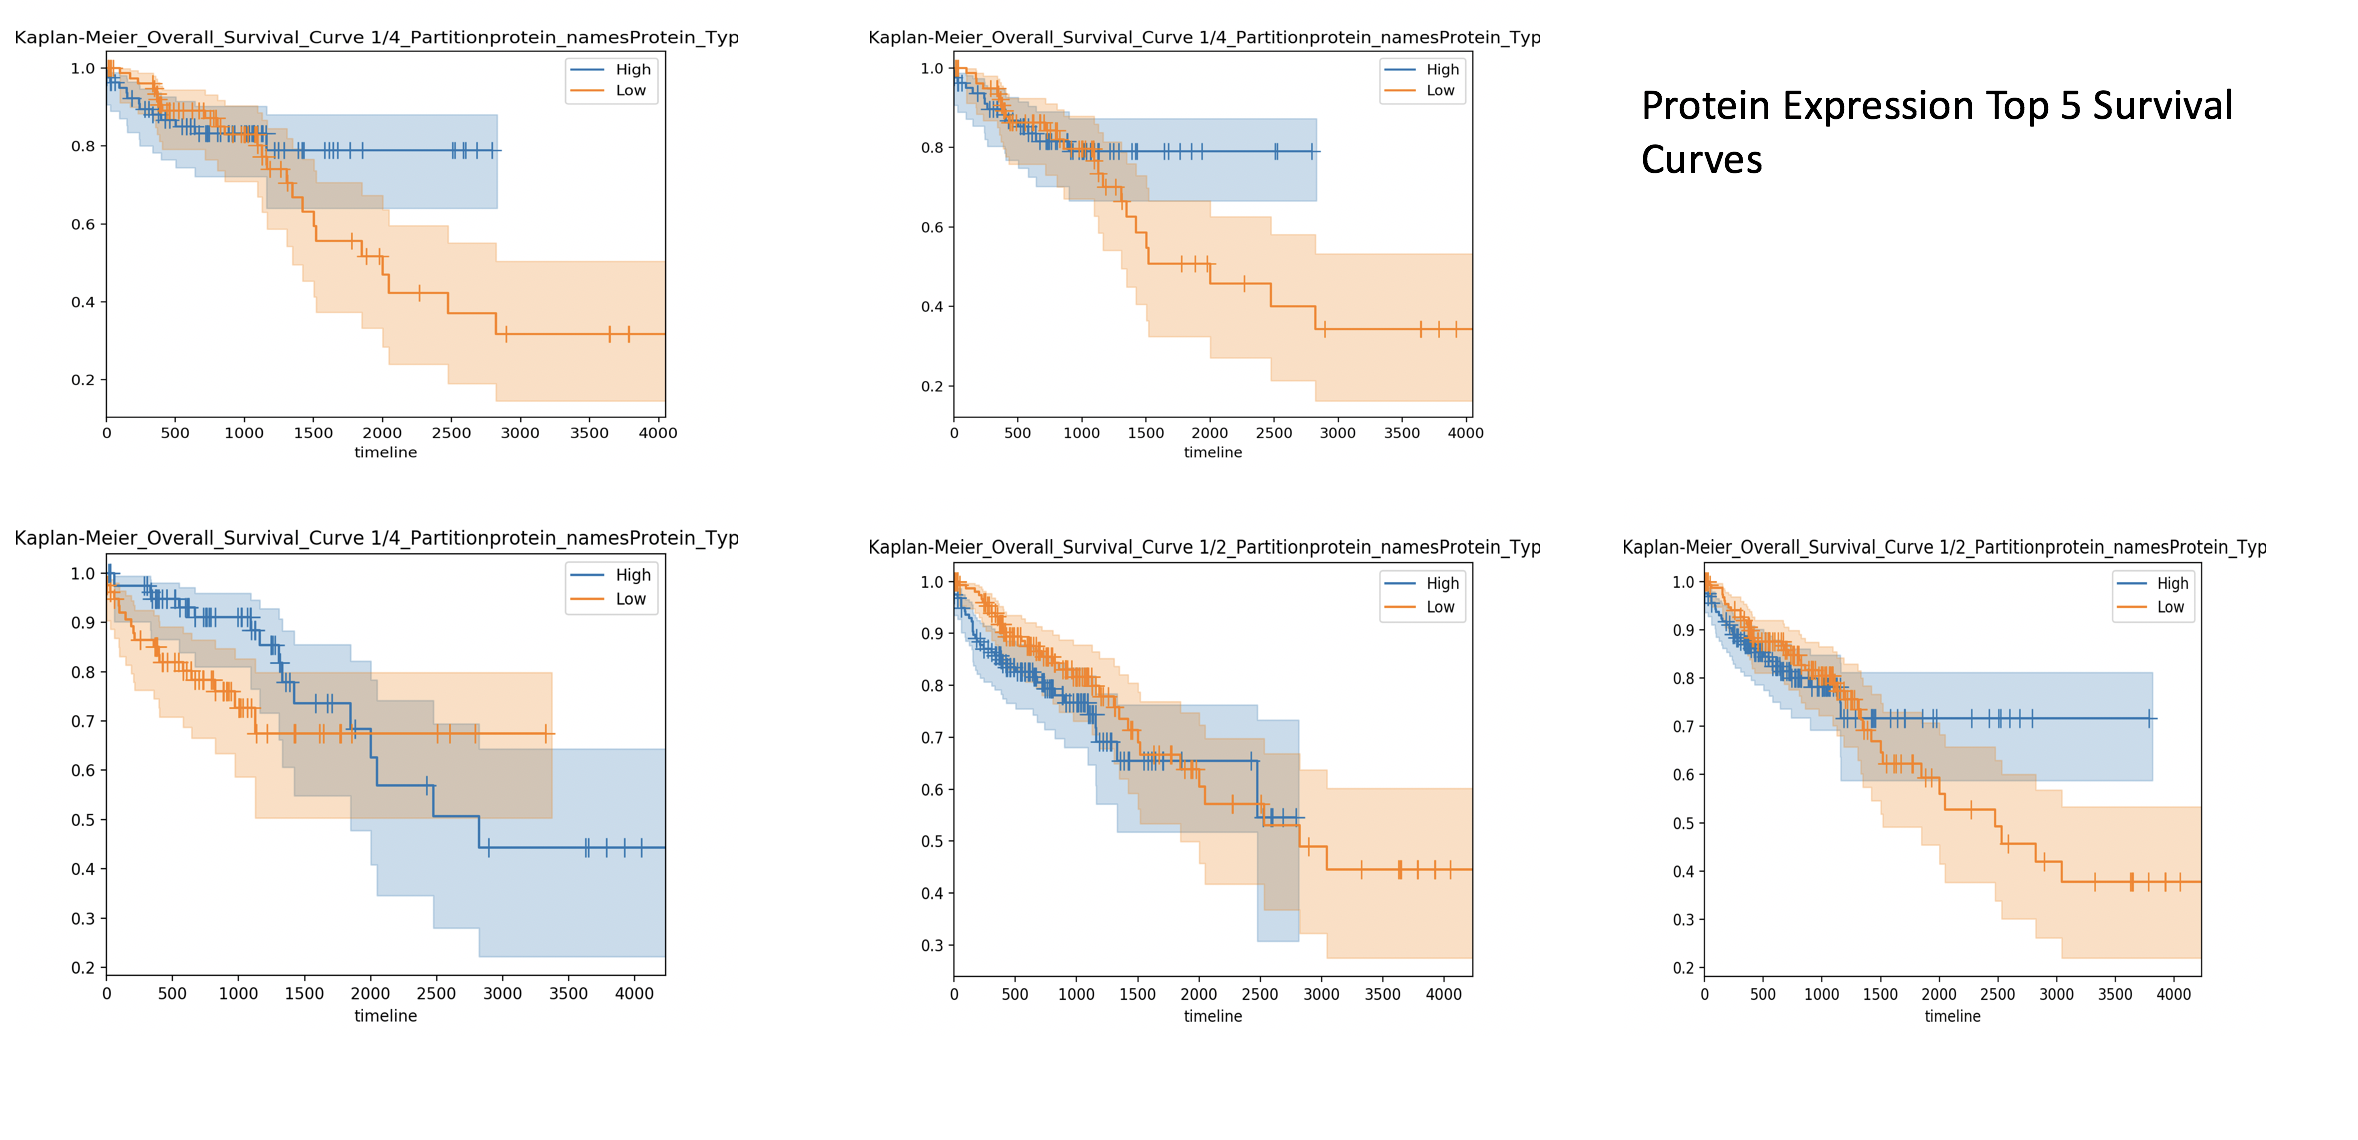 Kaplan-Meier_Overall_Survival_Curve 1/4_Partitionprotein_namesProtein_Typ
High
Low
1.0
0.8
0.6
0.4
0.2
0 500 1000 1500 2000 2500 3000 3500 4000
timeline
Kaplan-Meier_Overall_Survival_Curve 1/4_Partitionprotein_namesProtein_Typ
High
Low
1.0
0.8
0.6
0.4
0.2
0 500 1000 1500 2000 2500 3000 3500 4000
timeline
Protein Expression Top 5 Survival
Curves
Kaplan-Meier_Overall_Survival_Curve 1/4_Partitionprotein_namesProtein_Typ
High
Low
1.0
0.9
0.8
0.7
0.6
0.5
0.4
0.3
0.2
0 500 1000 1500 2000 2500 3000 3500 4000
timeline
Kaplan-Meier_Overall_Survival_Curve 1/2_Partitionprotein_namesProtein_Typ
High
Low
1.0
0.9
0.8
0.7
0.6
0.5
0.4
0.3
0 500 1000 1500 2000 2500 3000 3500 4000
timeline
Kaplan-Meier_Overall_Survival_Curve 1/2_Partitionprotein_namesProtein_Typ
High
Low
1.0
0.9
0.8
0.7
0.6
0.5
0.4
0.3
0.2
0 500 1000 1500 2000 2500 3000 3500 4000
timeline